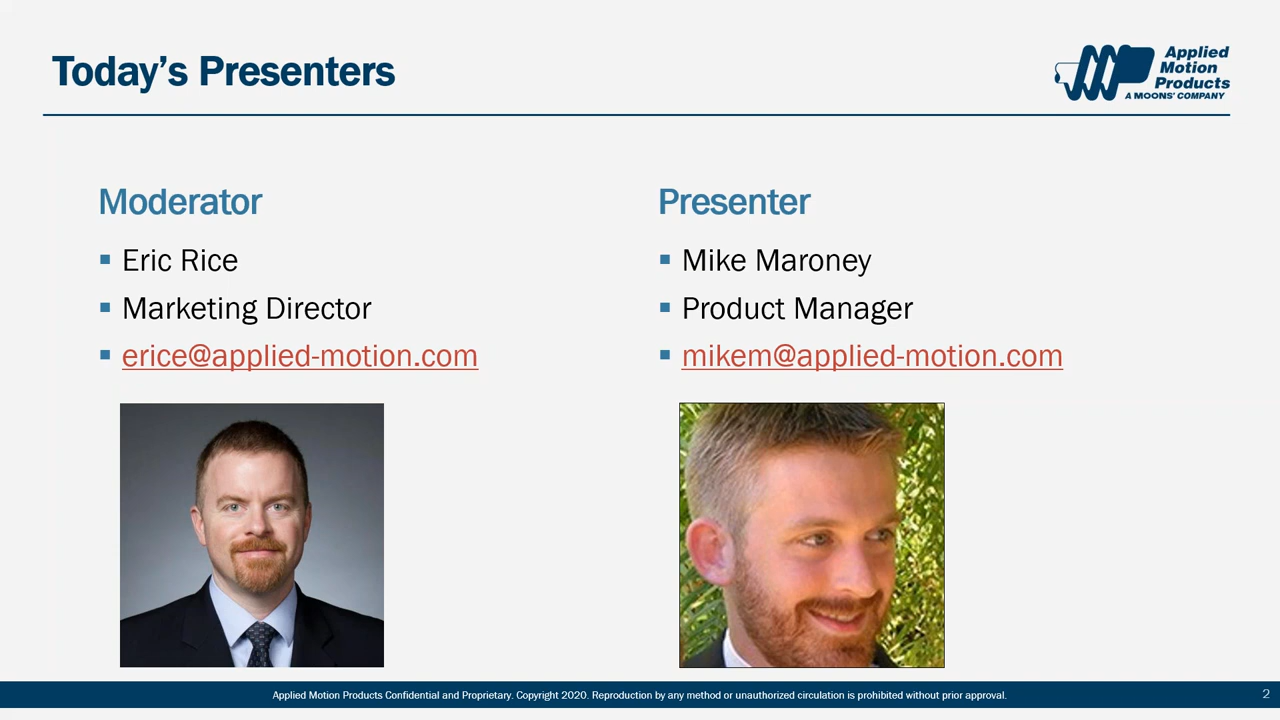 Today's Presenters
Applied
Motion
Products
A MOONS' COMPANY
Moderator
Eric Rice
Marketing Director
erice@applied-motion.com
Presenter
Mike Maroney
Product Manager
mikem@applied-motion.com
Applied Motion Products Confidential and Proprietary. Copyright 2020. Reproduction by any method or unauthorized circulation is prohibited without prior approval.
2